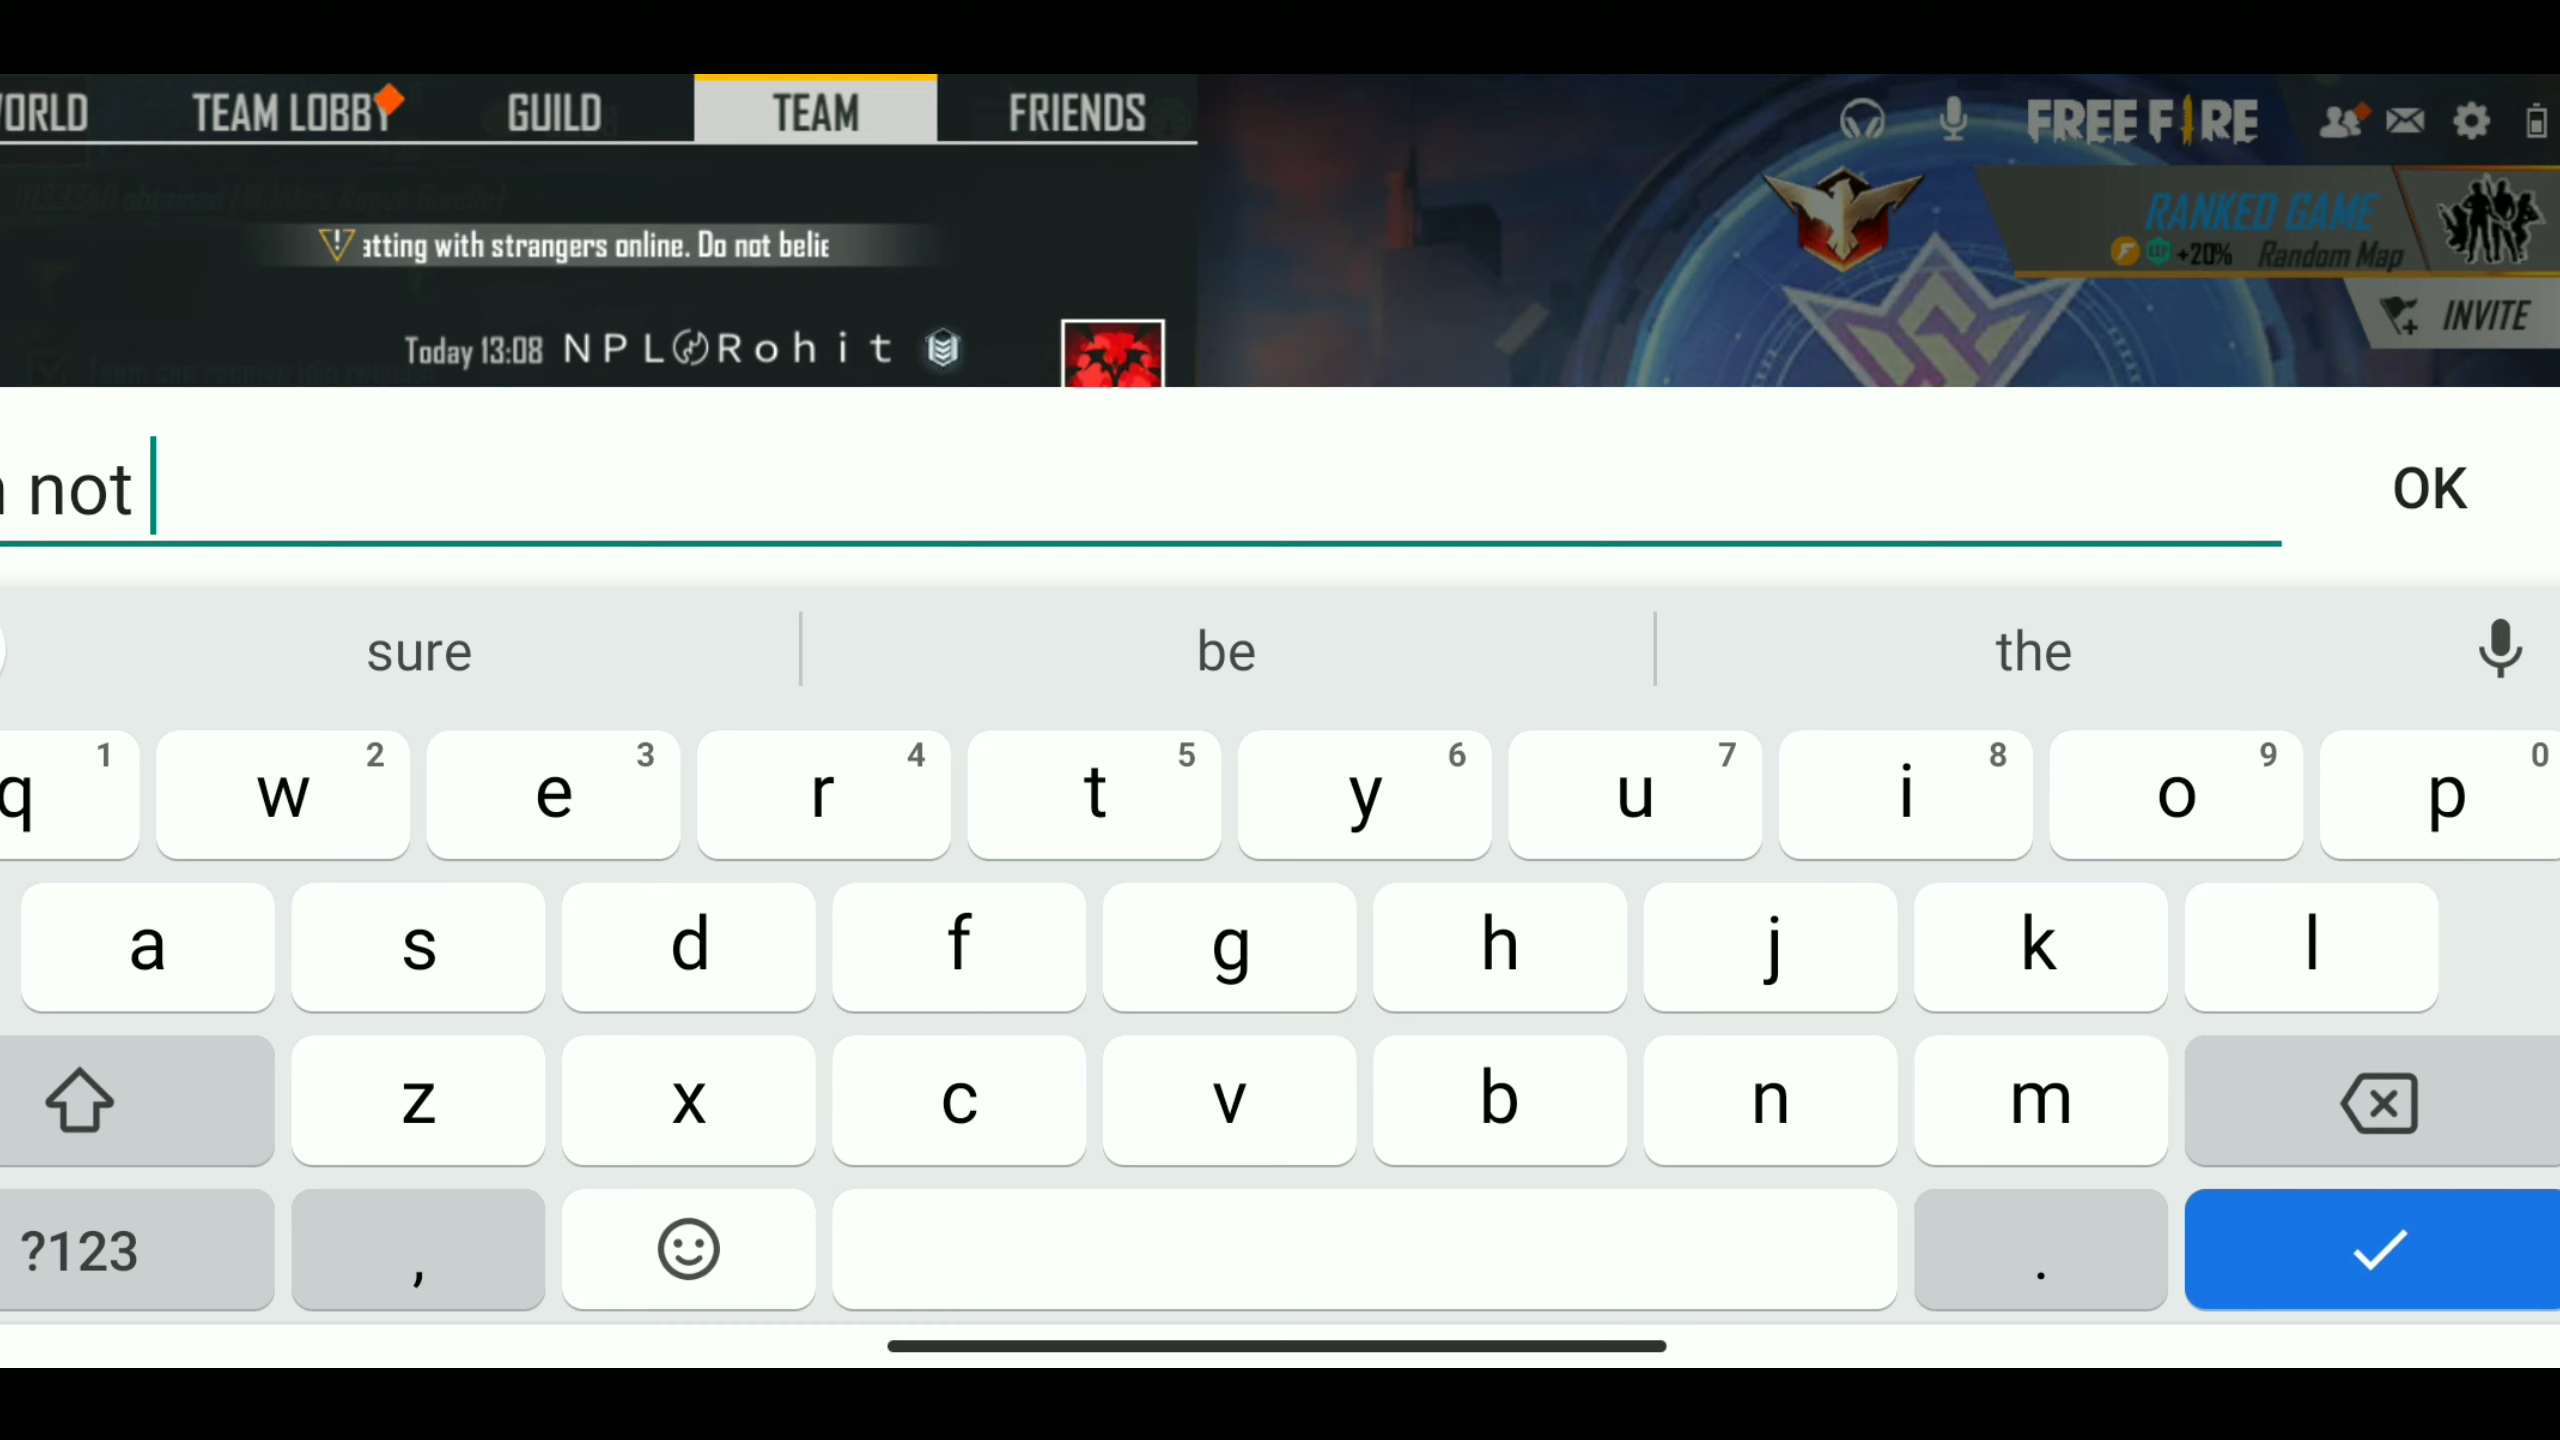 WORLD TEAM LOBBY GUILD TEAM FRIENDS FREE FIRE
RANKED GAME
atting with strangers online. Do not belie
+20% Random Map
INVITE
Today 13:08 NPL Rohit
not
OK
sure be the
q 1 w 2 e 3 r 4 t 5 y 6 u 7 i 8 o 9 p 0
a s d f g h j k l
z x c v b n m
?123 , .